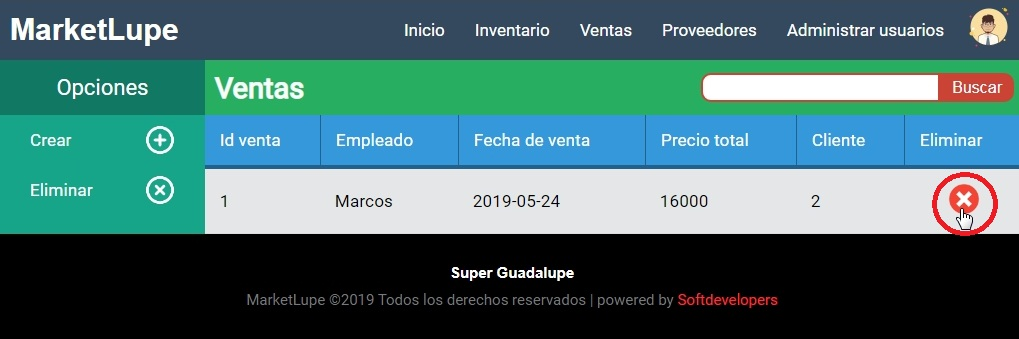 MarketLupe Inicio Inventario Ventas Proveedores Administrar usuarios
Opciones Ventas Buscar
Crear Id venta Empleado Fecha de venta Precio total Cliente Eliminar
Eliminar 1 Marcos 2019-05-24 16000 2
Super Guadalupe
MarketLupe ©2019 Todos los derechos reservados | powered by Softdevelopers